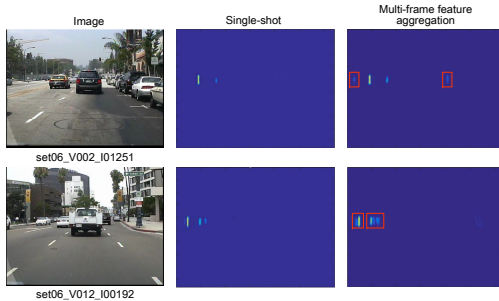 Image
Single-shot
Multi-frame feature
aggregation
set06_V002_I01251
set06_V012_I00192